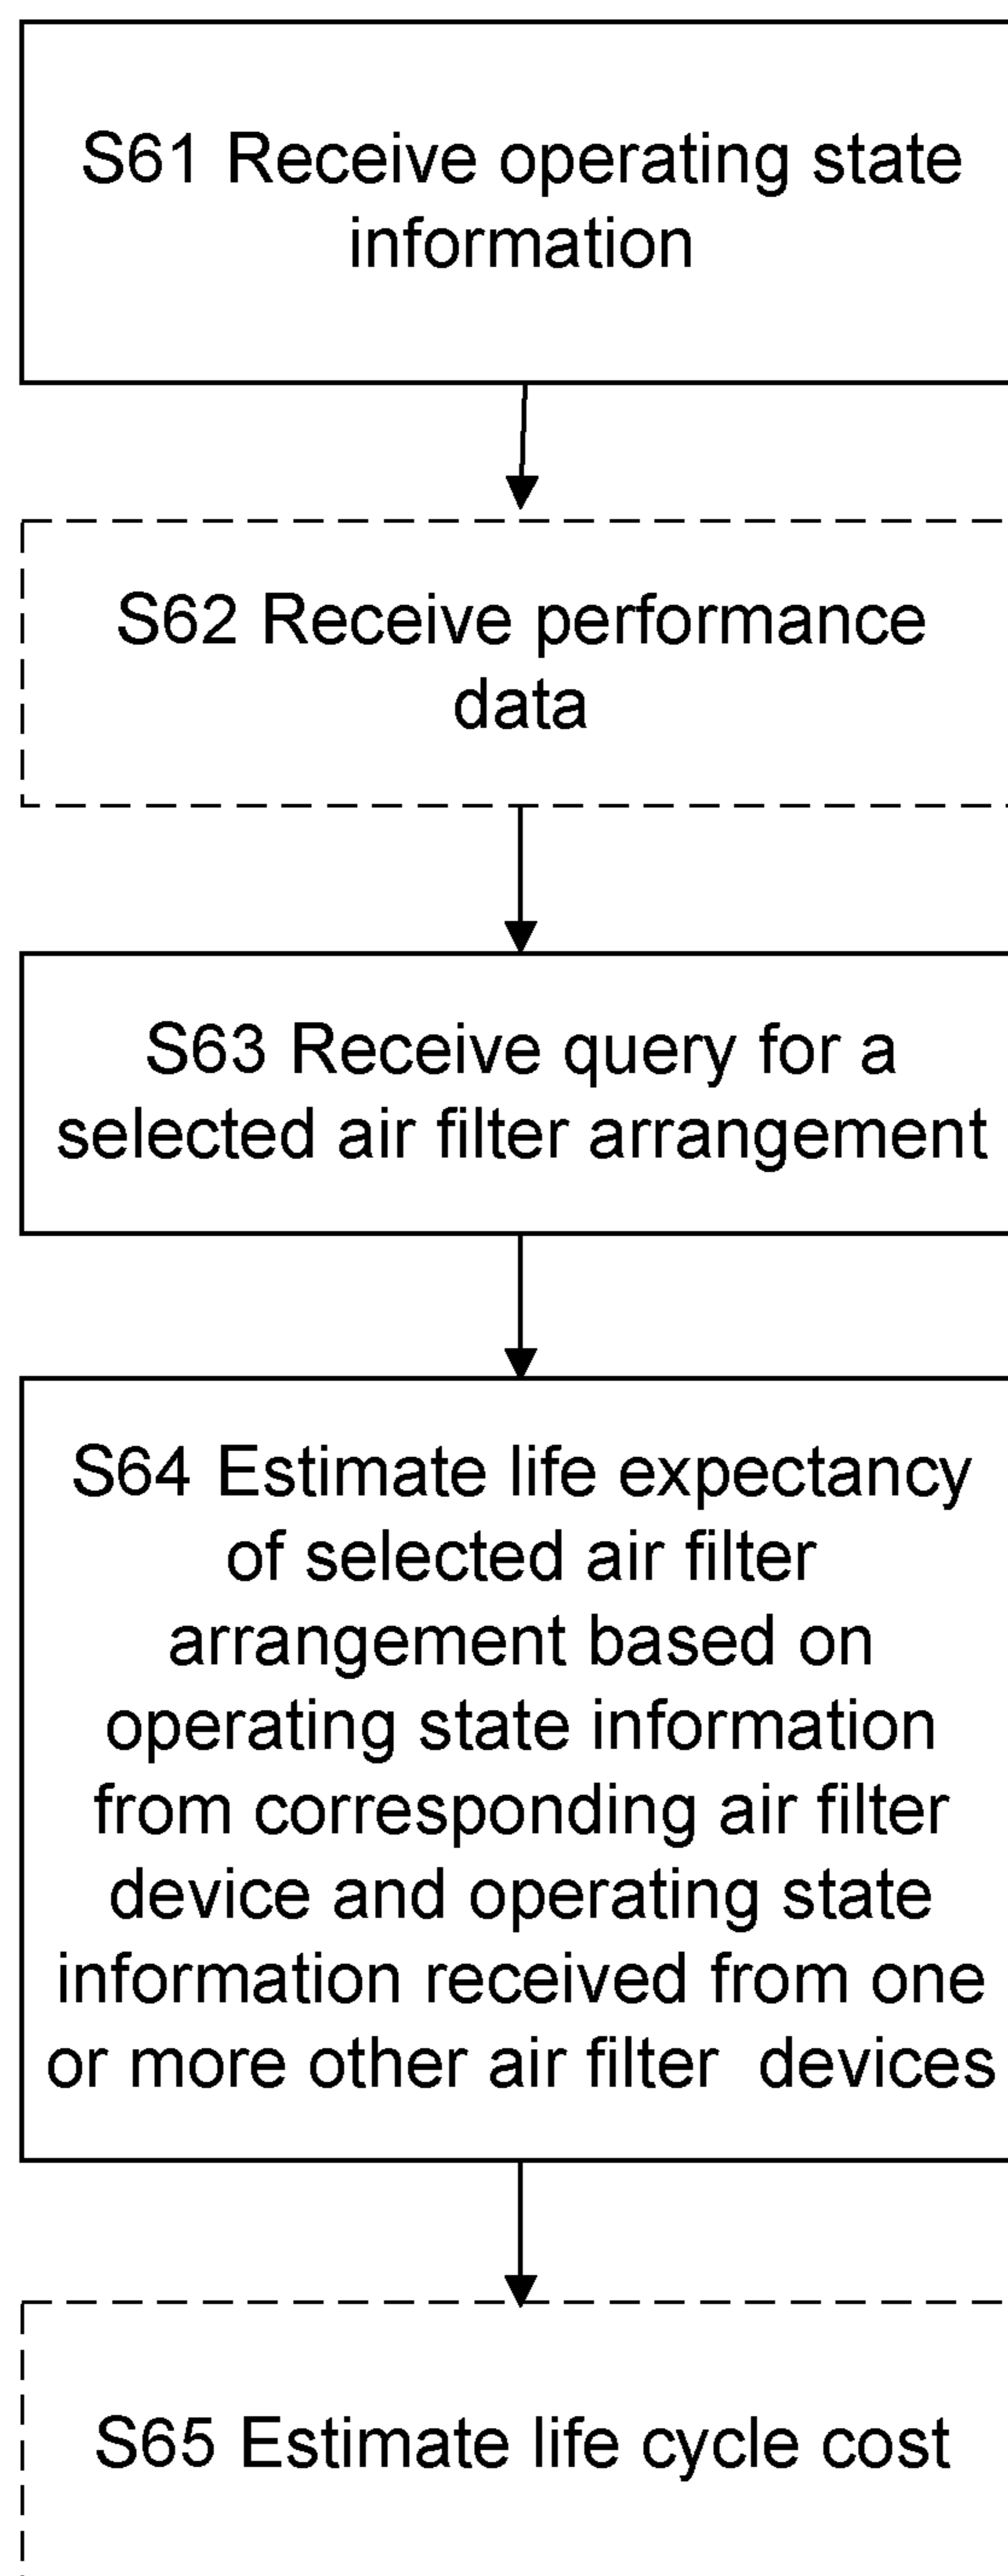 S61 Receive operating state
information
S62 Receive performance
data
S63 Receive query for a
selected air filter arrangement
S64 Estimate life expectancy
of selected air filter
arrangement based on
operating state information
from corresponding air filter
device and operating state
information received from one
or more other air filter  devices
S65 Estimate life cycle cost